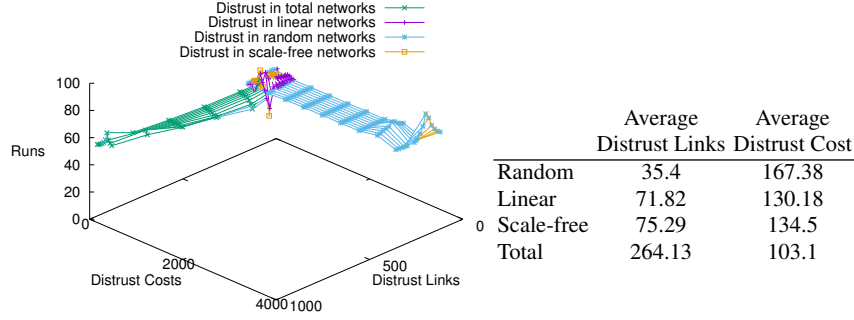 Distrust in total networks
Distrust in linear networks
Distrust in random networks
Distrust in scale-free networks
100
80
60
Runs
40
20
0
0
0
2000
500
Distrust Costs
Distrust Links
4000
1000
Average Average
Distrust Links Distrust Cost
Random 35.4 167.38
Linear 71.82 130.18
Scale-free 75.29 134.5
Total 264.13 103.1